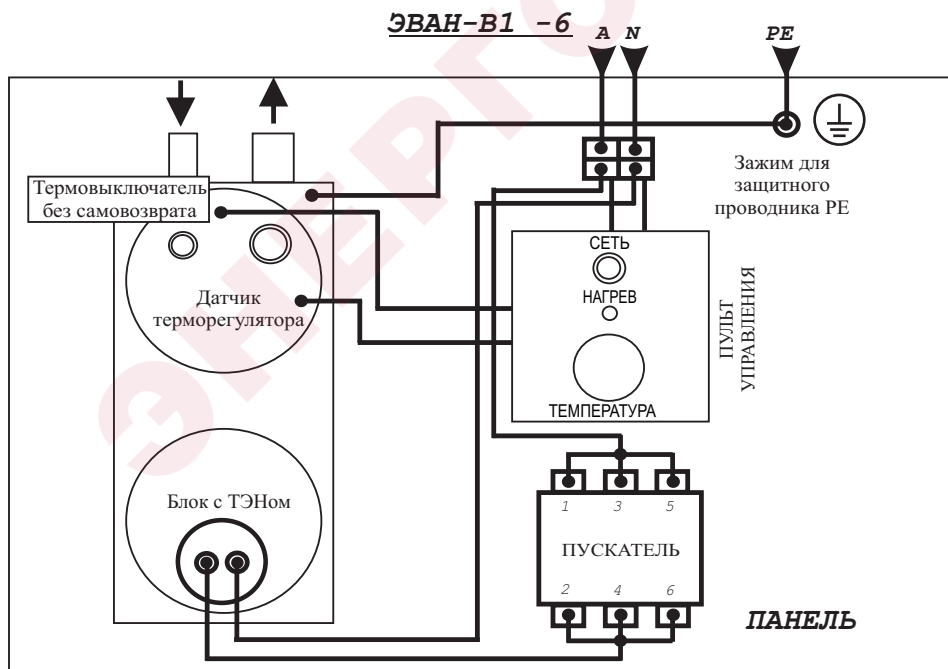 ЭВАН-В1 -6
A N PE
Термовыключатель
без самовозврата
Зажим для
защитного
проводника PE
СЕТЬ
НАГРЕВ
ТЕМПЕРАТУРА
ПУЛЬТ
УПРАВЛЕНИЯ
Датчик
терморегулятора
Блок с ТЭНом
1 3 5
ПУСКАТЕЛЬ
2 4 6
ПАНЕЛЬ
ЭНЕРГО